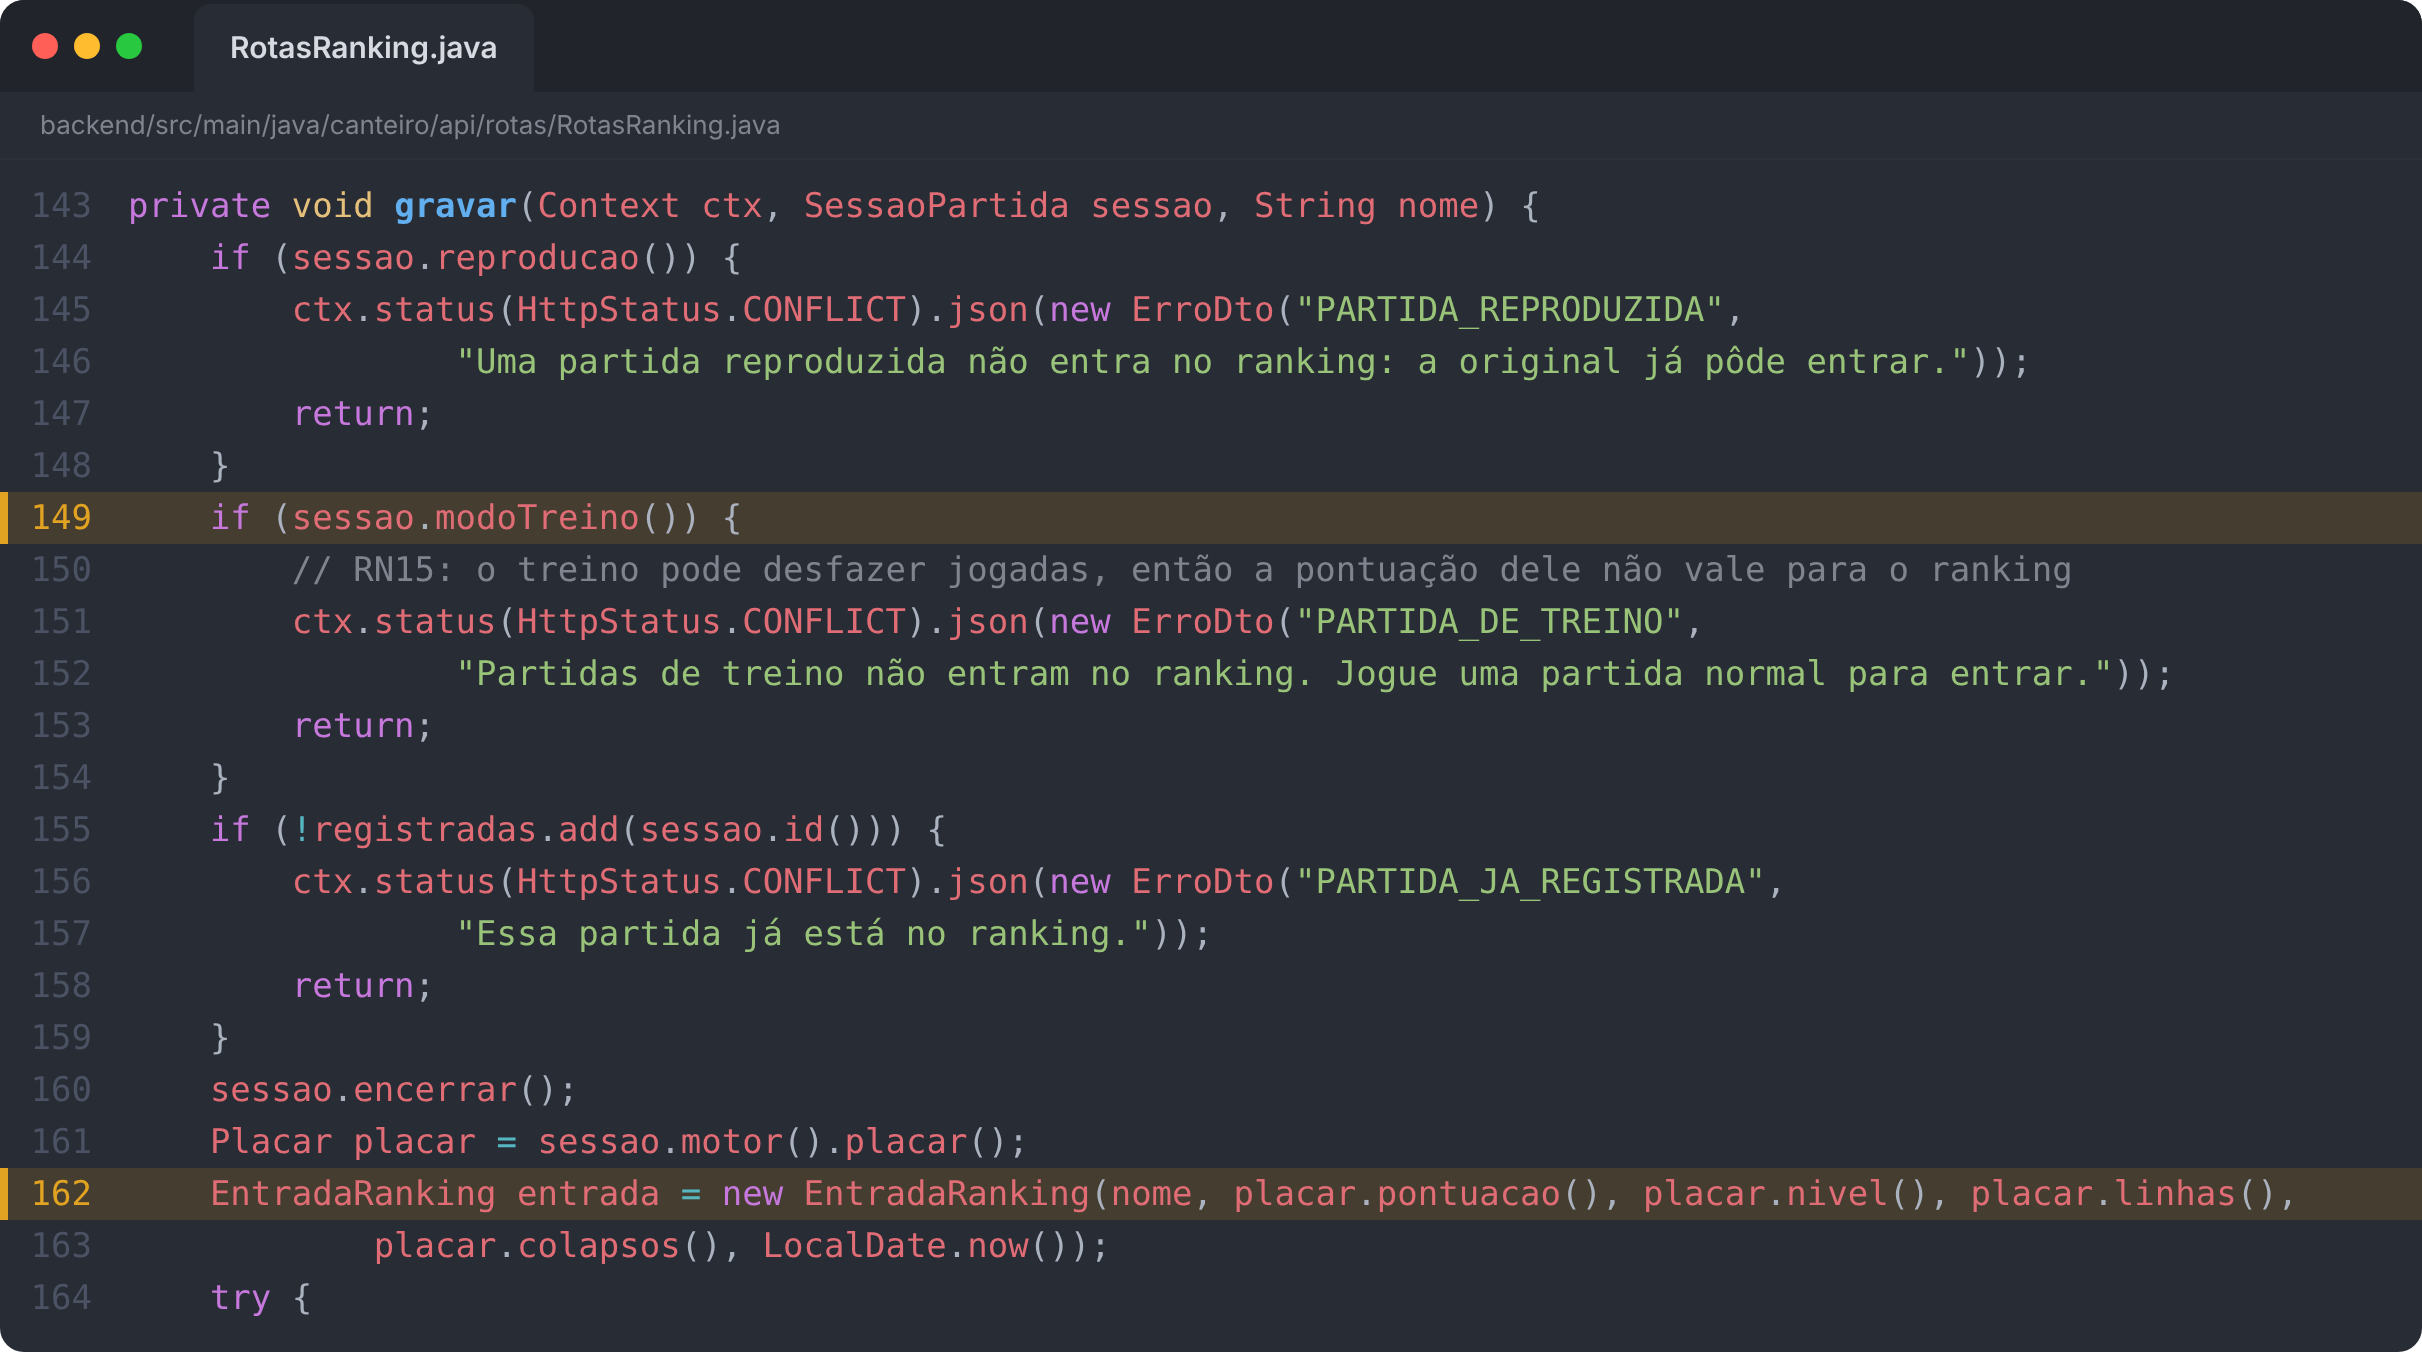 RotasRanking.java
backend/src/main/java/canteiro/api/rotas/RotasRanking.java
143 private void gravar(Context ctx, SessaoPartida sessao, String nome) {
144     if (sessao.reproducao()) {
145         ctx.status(HttpStatus.CONFLICT).json(new ErroDto("PARTIDA_REPRODUZIDA",
146                 "Uma partida reproduzida não entra no ranking: a original já pôde entrar."));
147         return;
148     }
149     if (sessao.modoTreino()) {
150         // RN15: o treino pode desfazer jogadas, então a pontuação dele não vale para o ranking
151         ctx.status(HttpStatus.CONFLICT).json(new ErroDto("PARTIDA_DE_TREINO",
152                 "Partidas de treino não entram no ranking. Jogue uma partida normal para entrar."));
153         return;
154     }
155     if (!registradas.add(sessao.id())) {
156         ctx.status(HttpStatus.CONFLICT).json(new ErroDto("PARTIDA_JA_REGISTRADA",
157                 "Essa partida já está no ranking."));
158         return;
159     }
160     sessao.encerrar();
161     Placar placar = sessao.motor().placar();
162     EntradaRanking entrada = new EntradaRanking(nome, placar.pontuacao(), placar.nivel(), placar.linhas(),
163             placar.colapsos(), LocalDate.now());
164     try {